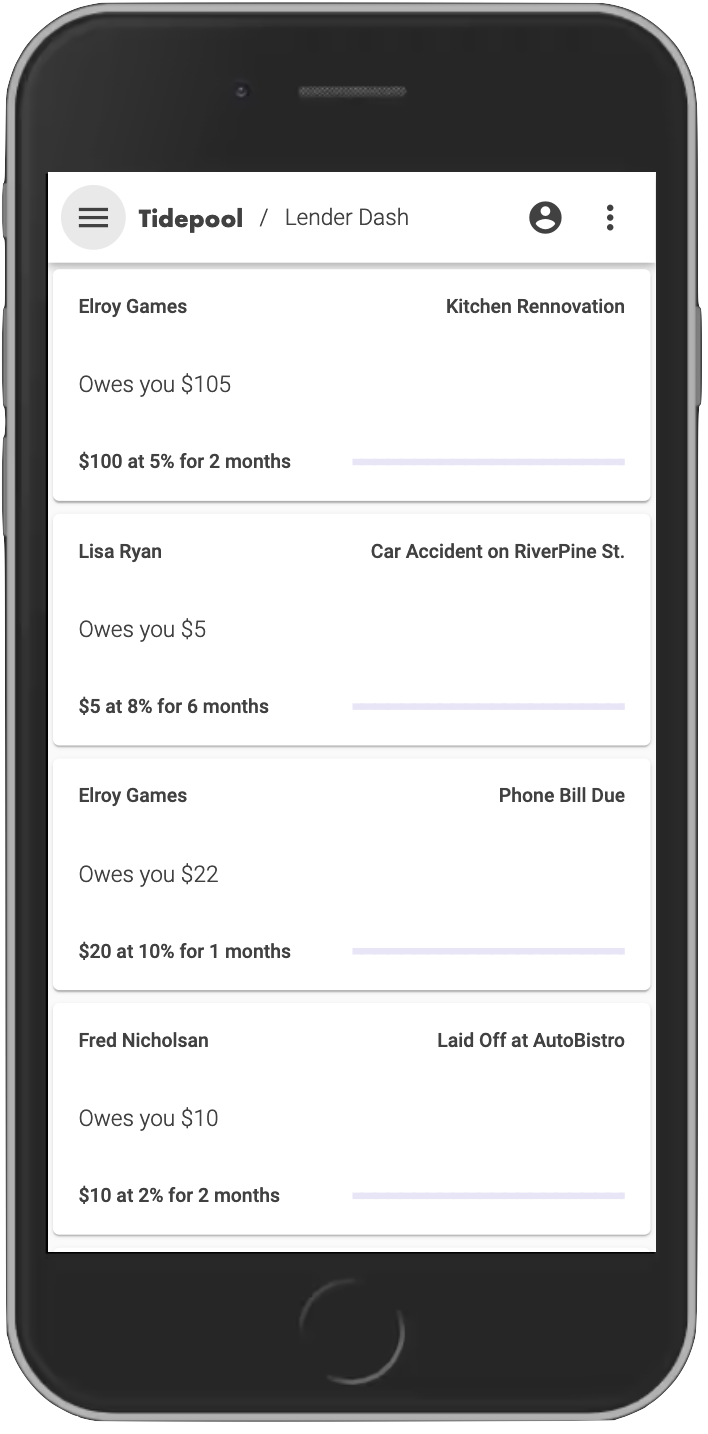 Tidepool / Lender Dash
Elroy Games Kitchen Rennovation
Owes you $105
$100 at 5% for 2 months
Lisa Ryan Car Accident on RiverPine St.
Owes you $5
$5 at 8% for 6 months
Elroy Games Phone Bill Due
Owes you $22
$20 at 10% for 1 months
Fred Nicholsan Laid Off at AutoBistro
Owes you $10
$10 at 2% for 2 months